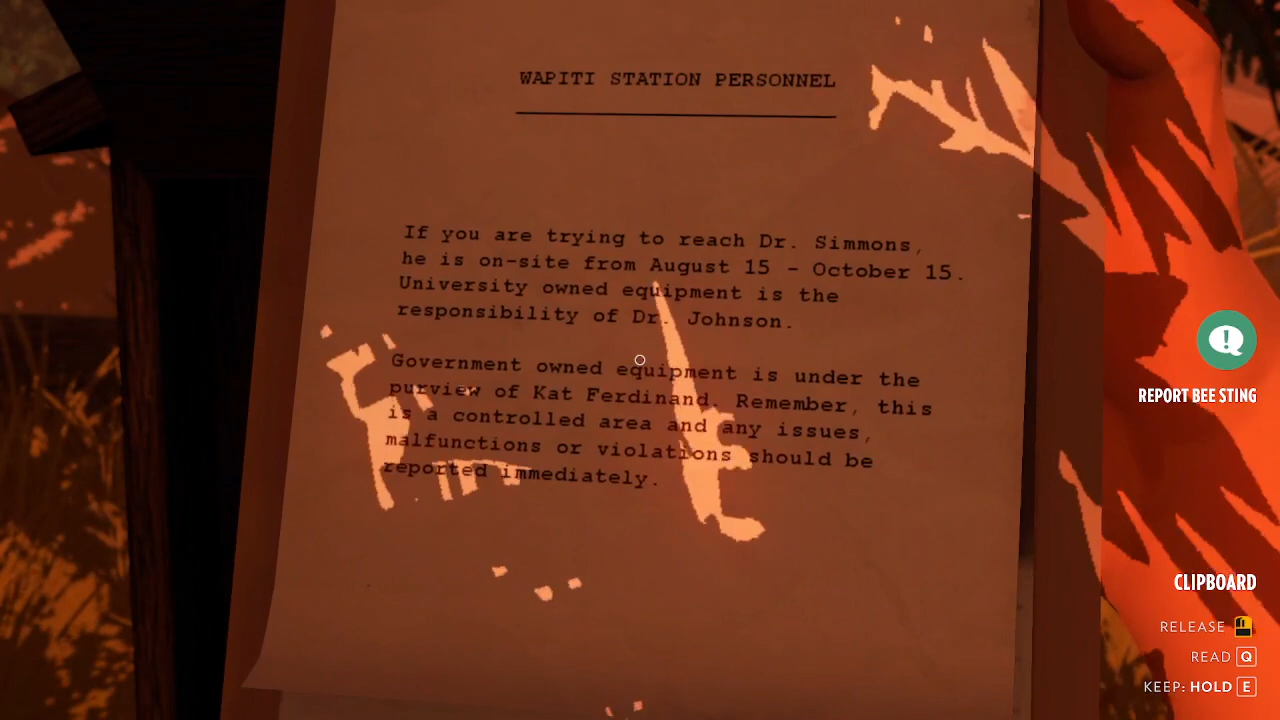 WAPITI STATION PERSONNEL
If you are trying to reach Dr. Simmons,
he is on-site from August 15 - October 15.
University owned equipment is the
responsibility of Dr. Johnson.
Government owned equipment is under the
purview of Kat Ferdinand. Remember, this
is a controlled area and any issues,
malfunctions or violations should be
reported immediately.
REPORT BEE STING
CLIPBOARD
RELEASE
READ Q
KEEP: HOLD E